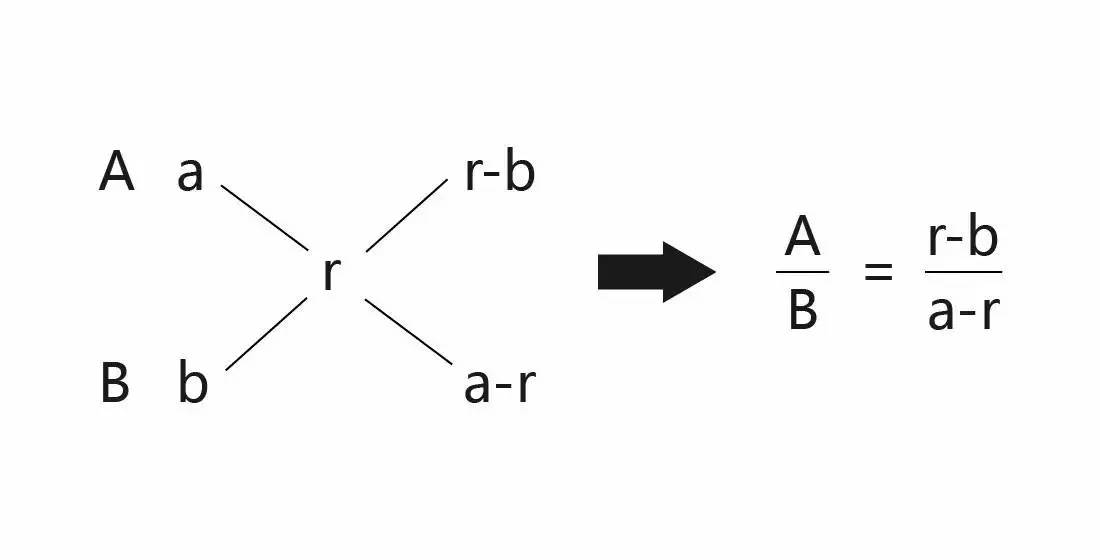 A a r-b
r
B b a-r
A/B = r-b/a-r